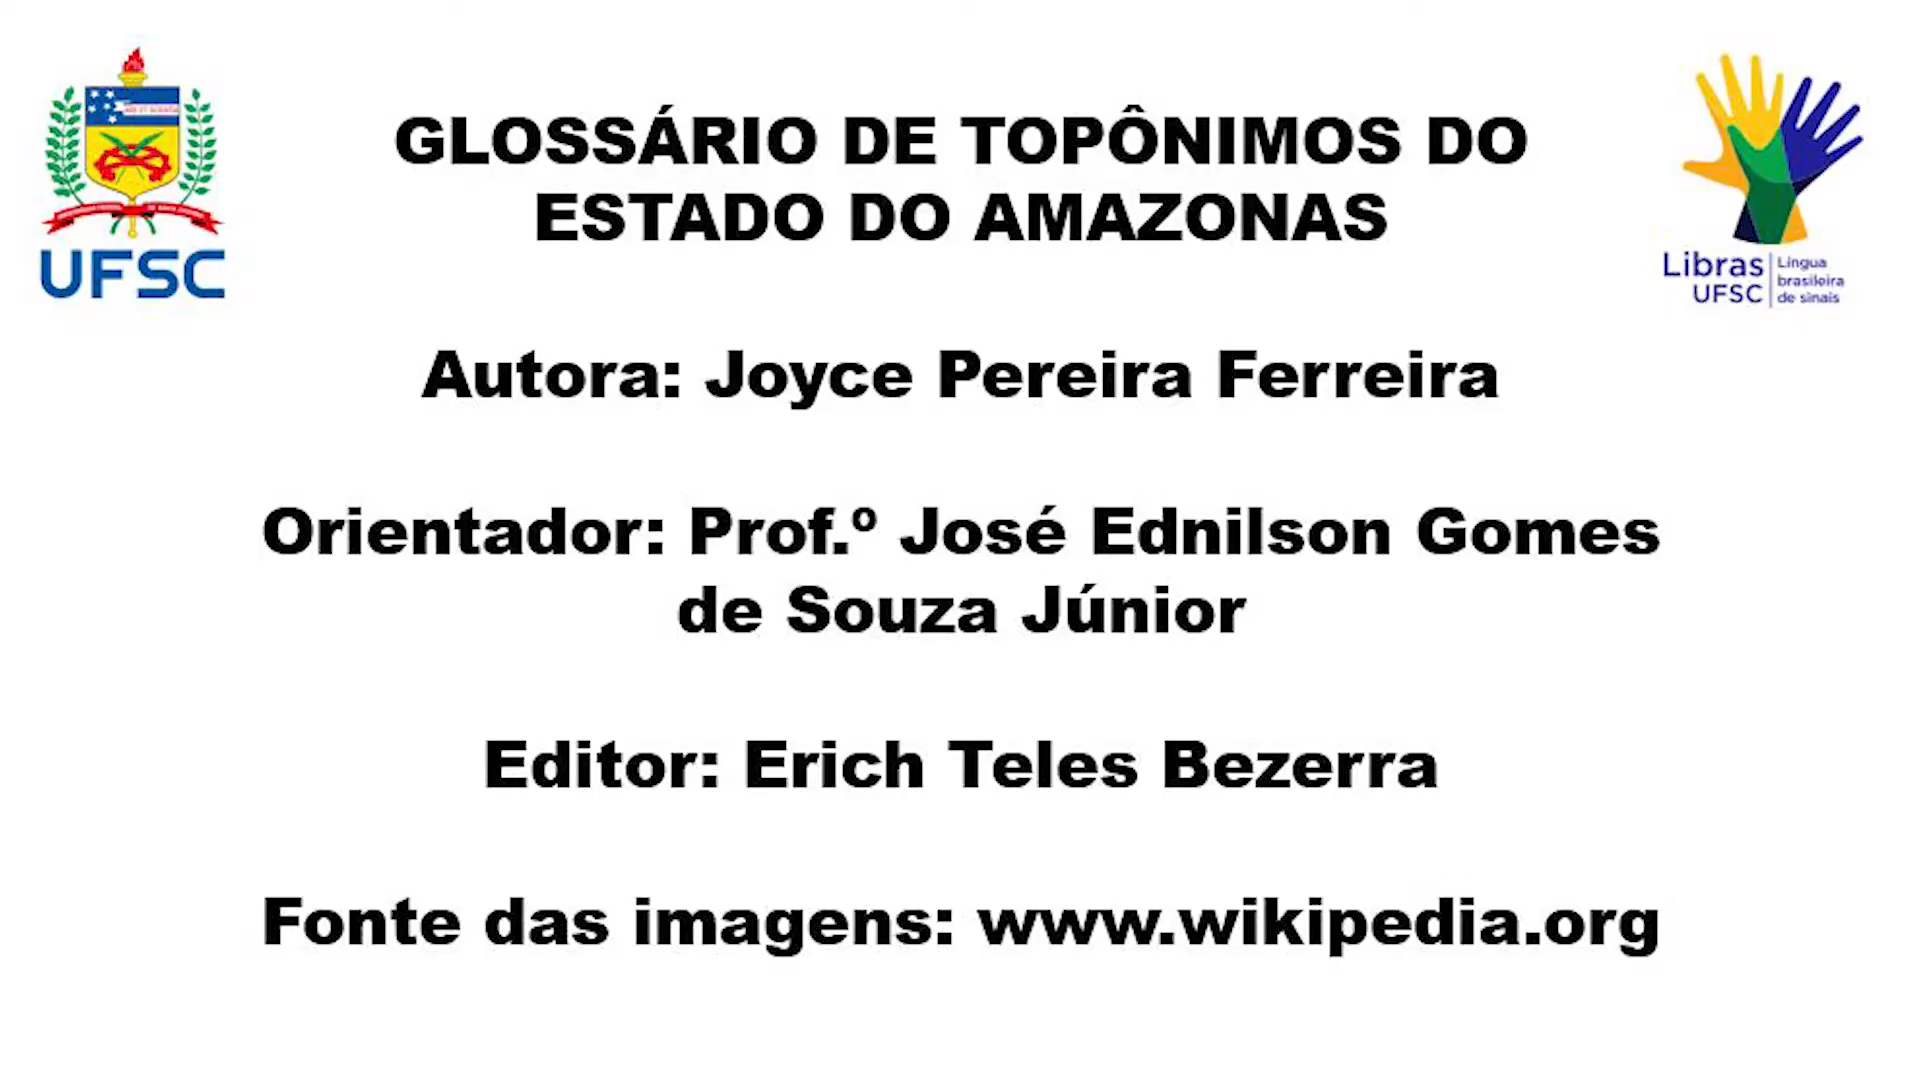 GLOSSÁRIO DE TOPÔNIMOS DO
ESTADO DO AMAZONAS
UFSC
Libras
UFSC
Língua
brasileira
de sinais
Autora: Joyce Pereira Ferreira
Orientador: Prof.º José Ednilson Gomes
de Souza Júnior
Editor: Erich Teles Bezerra
Fonte das imagens: www.wikipedia.org